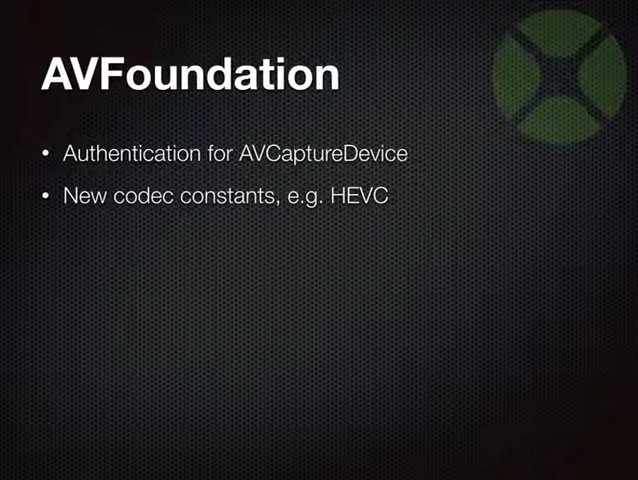 AVFoundation
• Authentication for AVCaptureDevice
• New codec constants, e.g. HEVC